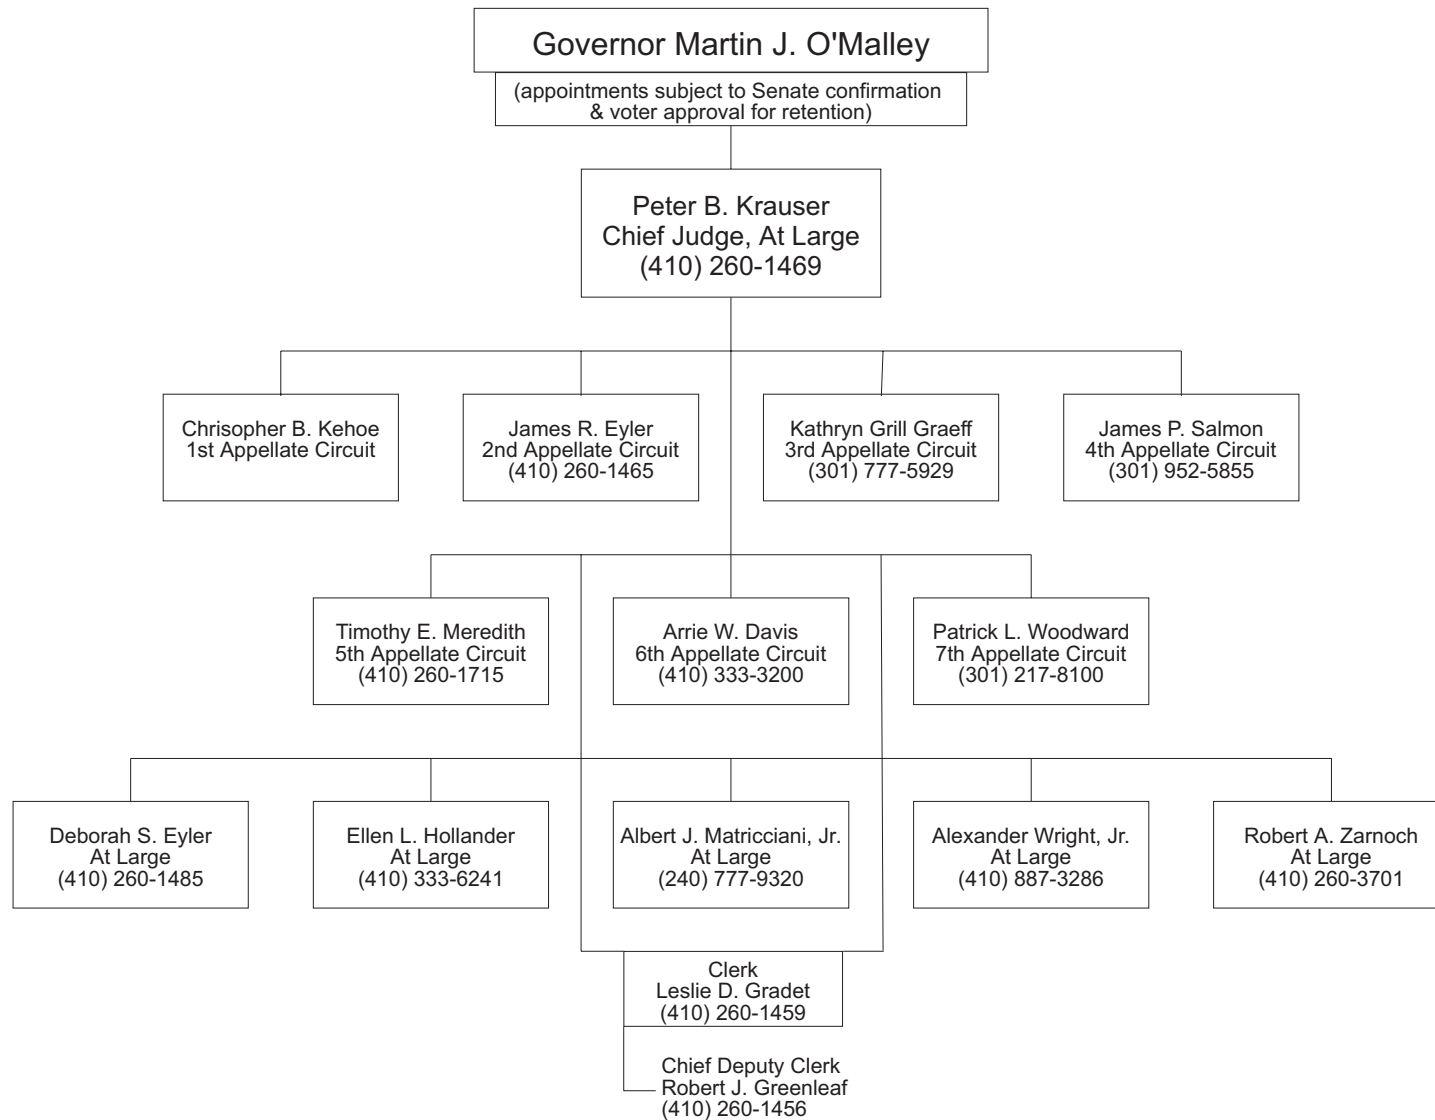 Governor Martin J. O'Malley
(appointments subject to Senate confirmation
& voter approval for retention)
Peter B. Krauser
Chief Judge, At Large
(410) 260-1469
Chrisopher B. Kehoe
1st Appellate Circuit
James R. Eyler
2nd Appellate Circuit
(410) 260-1465
Kathryn Grill Graeff
3rd Appellate Circuit
(301) 777-5929
James P. Salmon
4th Appellate Circuit
(301) 952-5855
Timothy E. Meredith
5th Appellate Circuit
(410) 260-1715
Arrie W. Davis
6th Appellate Circuit
(410) 333-3200
Patrick L. Woodward
7th Appellate Circuit
(301) 217-8100
Deborah S. Eyler
At Large
(410) 260-1485
Ellen L. Hollander
At Large
(410) 333-6241
Albert J. Matricciani, Jr.
At Large
(240) 777-9320
Alexander Wright, Jr.
At Large
(410) 887-3286
Robert A. Zarnoch
At Large
(410) 260-3701
Clerk
Leslie D. Gradet
(410) 260-1459
Chief Deputy Clerk
Robert J. Greenleaf
(410) 260-1456